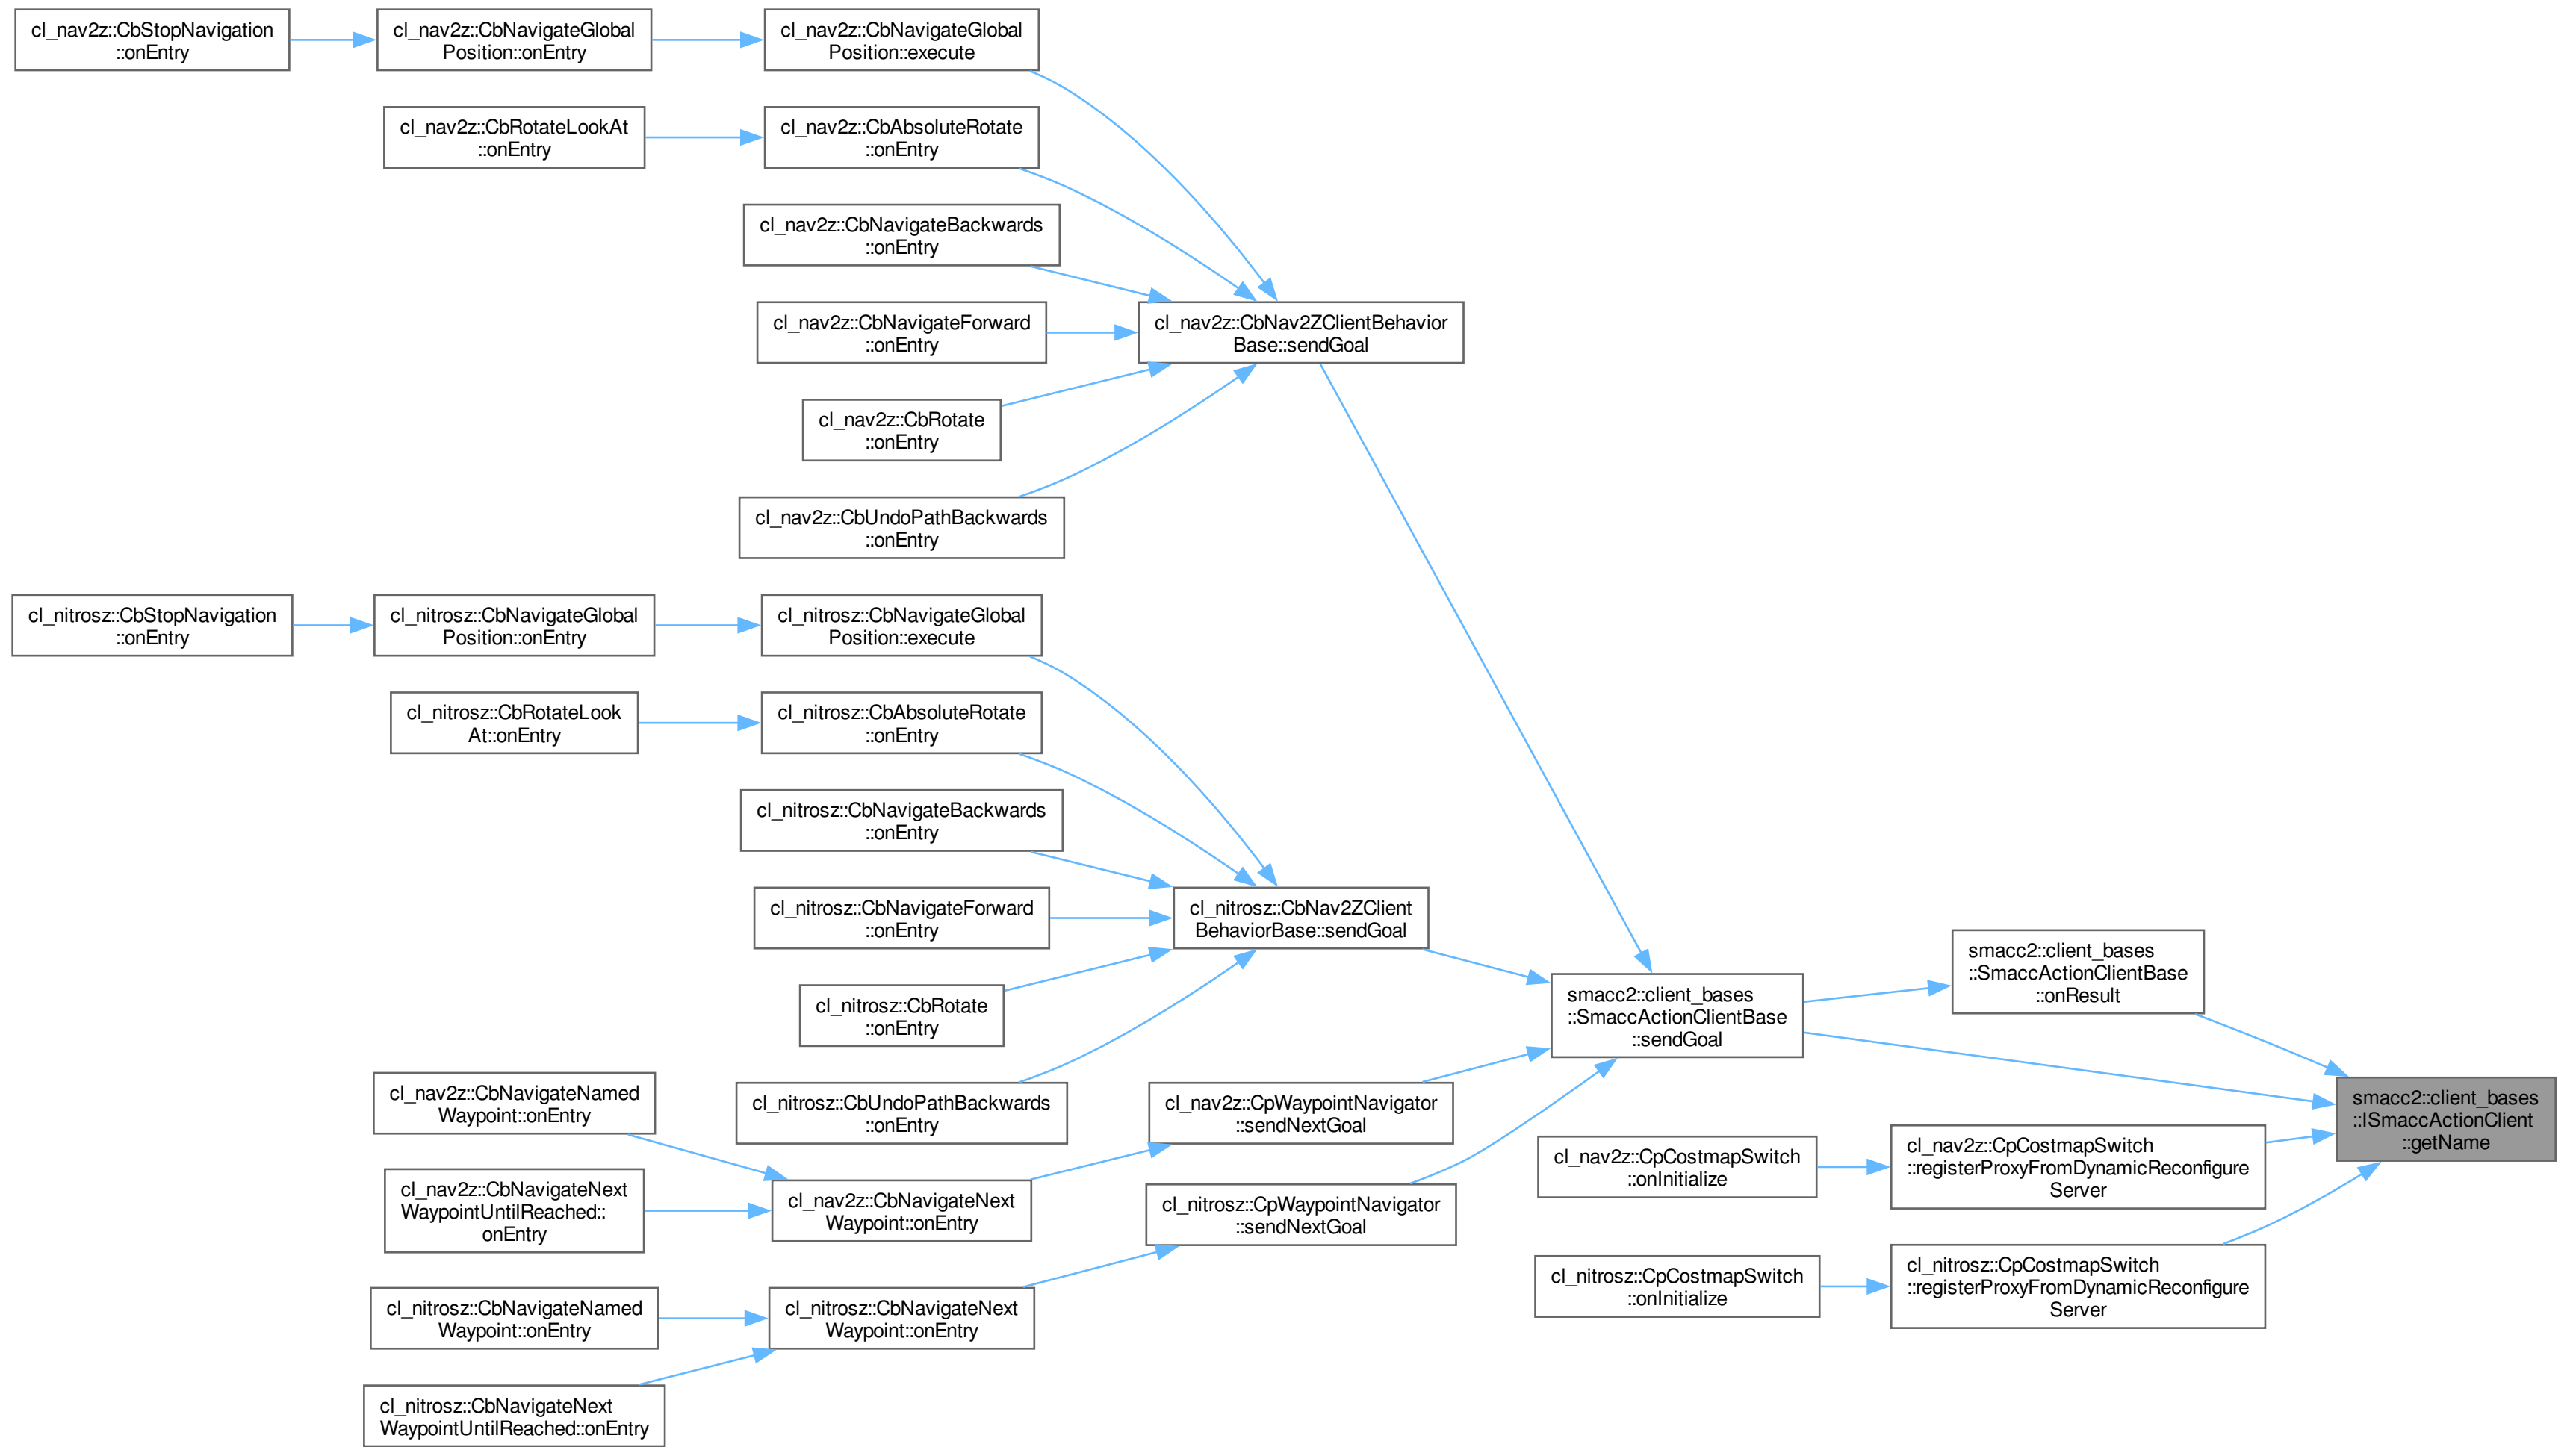 cl_nav2z::CbStopNavigation
::onEntry
cl_nav2z::CbNavigateGlobal
Position::onEntry
cl_nav2z::CbNavigateGlobal
Position::execute
cl_nav2z::CbRotateLookAt
::onEntry
cl_nav2z::CbAbsoluteRotate
::onEntry
cl_nav2z::CbNavigateBackwards
::onEntry
cl_nav2z::CbNavigateForward
::onEntry
cl_nav2z::CbNav2ZClientBehavior
Base::sendGoal
cl_nav2z::CbRotate
::onEntry
cl_nav2z::CbUndoPathBackwards
::onEntry
cl_nitrosz::CbStopNavigation
::onEntry
cl_nitrosz::CbNavigateGlobal
Position::onEntry
cl_nitrosz::CbNavigateGlobal
Position::execute
cl_nitrosz::CbRotateLook
At::onEntry
cl_nitrosz::CbAbsoluteRotate
::onEntry
cl_nitrosz::CbNavigateBackwards
::onEntry
cl_nitrosz::CbNavigateForward
::onEntry
cl_nitrosz::CbNav2ZClient
BehaviorBase::sendGoal
cl_nitrosz::CbRotate
::onEntry
smacc2::client_bases
::SmaccActionClientBase
::sendGoal
smacc2::client_bases
::SmaccActionClientBase
::onResult
cl_nitrosz::CbUndoPathBackwards
::onEntry
smacc2::client_bases
::ISmaccActionClient
::getName
cl_nav2z::CbNavigateNamed
Waypoint::onEntry
cl_nav2z::CpWaypointNavigator
::sendNextGoal
cl_nav2z::CbNavigateNext
WaypointUntilReached::
onEntry
cl_nav2z::CbNavigateNext
Waypoint::onEntry
cl_nitrosz::CpWaypointNavigator
::sendNextGoal
cl_nav2z::CpCostmapSwitch
::onInitialize
cl_nav2z::CpCostmapSwitch
::registerProxyFromDynamicReconfigure
Server
cl_nitrosz::CpCostmapSwitch
::onInitialize
cl_nitrosz::CpCostmapSwitch
::registerProxyFromDynamicReconfigure
Server
cl_nitrosz::CbNavigateNamed
Waypoint::onEntry
cl_nitrosz::CbNavigateNext
Waypoint::onEntry
cl_nitrosz::CbNavigateNext
WaypointUntilReached::onEntry